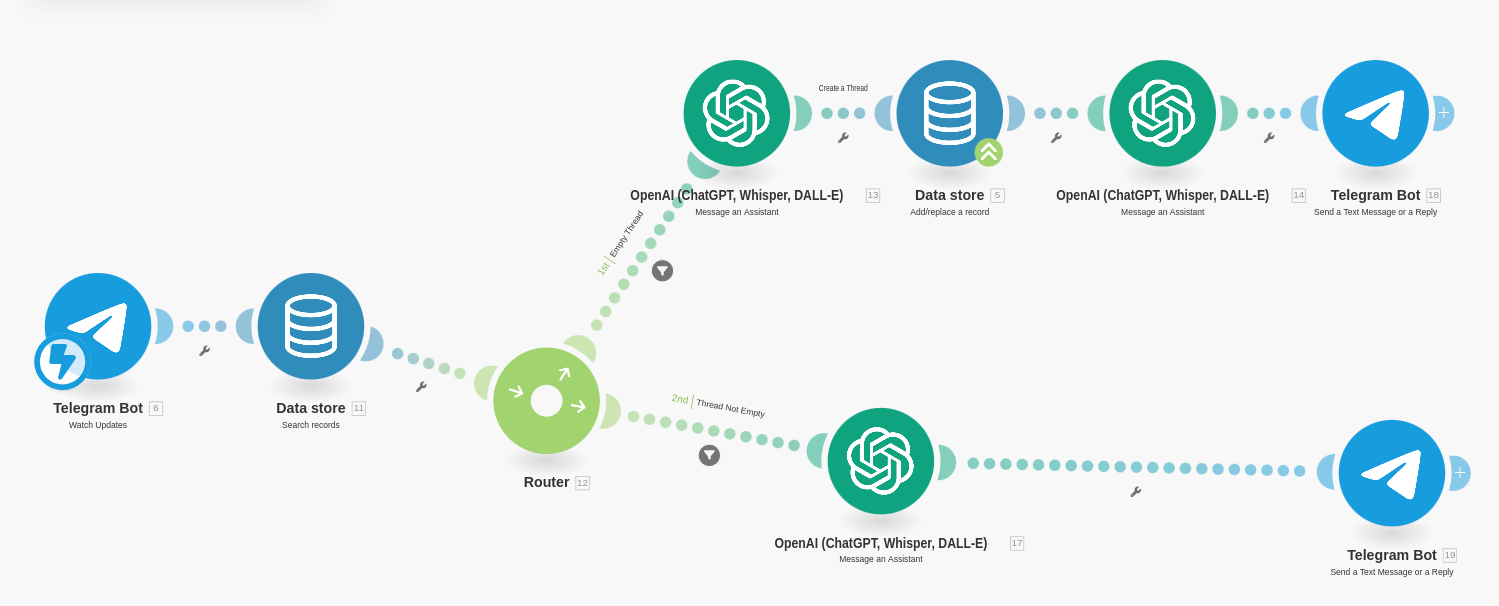 Create a Thread
OpenAI (ChatGPT, Whisper, DALL-E) 13
Message an Assistant
Data store 5
Add/replace a record
OpenAI (ChatGPT, Whisper, DALL-E) 14
Message an Assistant
Telegram Bot 18
Send a Text Message or a Reply
1st | Empty Thread
Telegram Bot 6
Watch Updates
Data store 11
Search records
2nd | Thread Not Empty
Router 12
OpenAI (ChatGPT, Whisper, DALL-E) 17
Message an Assistant
Telegram Bot 19
Send a Text Message or a Reply